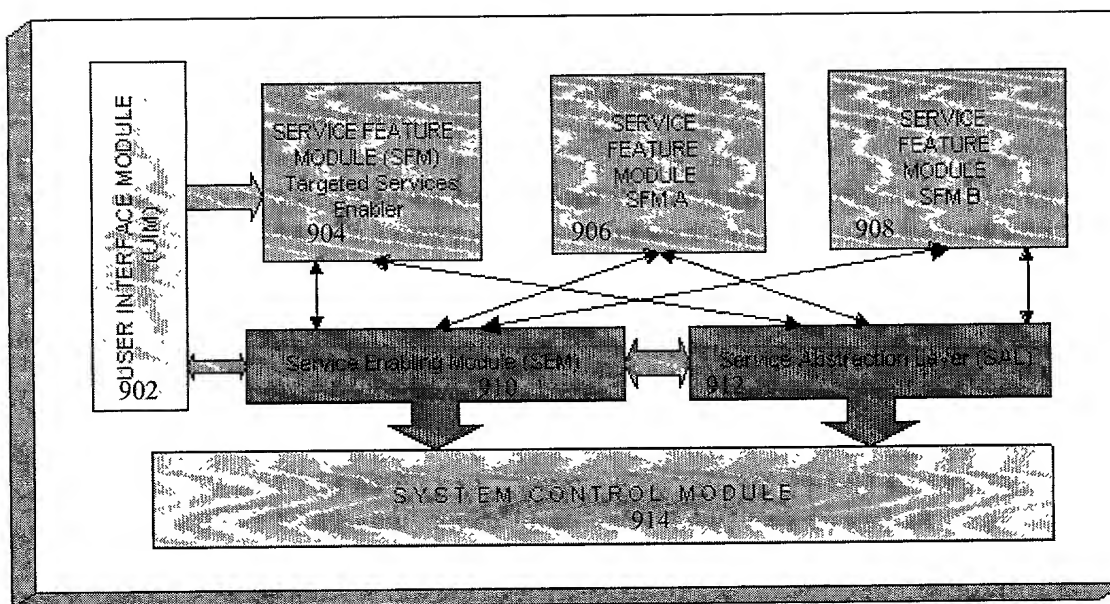 USER INTERFACE MODULE
(UIM)
902
SERVICE FEATURE
MODULE (SFM)
Targeted Services
Enabler
904
SERVICE
FEATURE
MODULE
SFM A
906
SERVICE
FEATURE
MODULE
SFM B
908
Service Enabling Module (SEM)
910
Service Abstraction Layer (SAL)
912
SYSTEM CONTROL MODULE
914